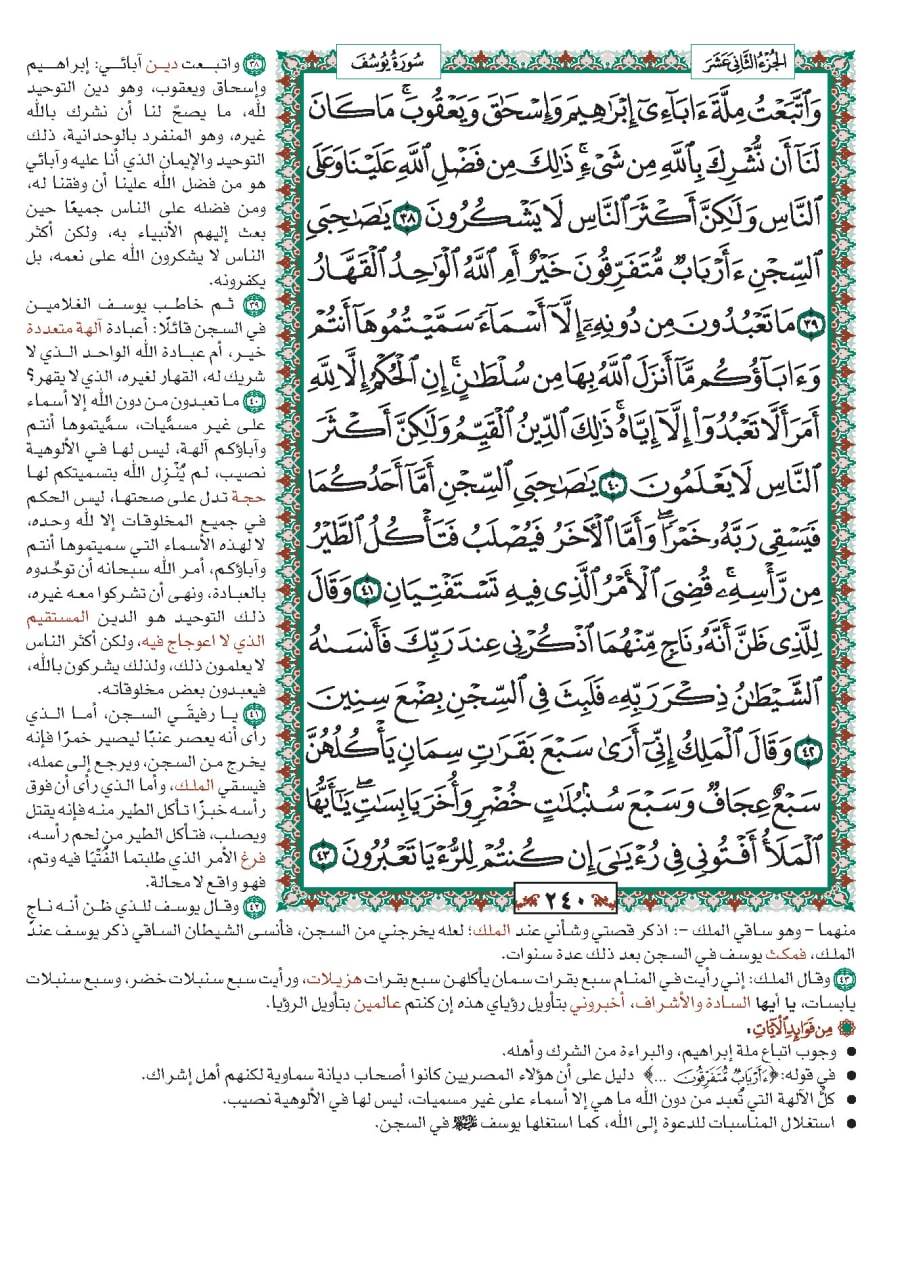 الجزء الثاني عشر
سورة يوسف
وَٱتَّبَعۡتُ مِلَّةَ ءَابَآءِيٓ إِبۡرَٰهِيمَ وَإِسۡحَٰقَ وَيَعۡقُوبَۚ مَا كَانَ
لَنَآ أَن نُّشۡرِكَ بِٱللَّهِ مِن شَيۡءٖۚ ذَٰلِكَ مِن فَضۡلِ ٱللَّهِ عَلَيۡنَا وَعَلَى
ٱلنَّاسِ وَلَٰكِنَّ أَكۡثَرَ ٱلنَّاسِ لَا يَشۡكُرُونَ ٣٨ يَٰصَٰحِبَيِ
ٱلسِّجۡنِ ءَأَرۡبَابٞ مُّتَفَرِّقُونَ خَيۡرٌ أَمِ ٱللَّهُ ٱلۡوَٰحِدُ ٱلۡقَهَّارُ
٣٩ مَا تَعۡبُدُونَ مِن دُونِهِۦٓ إِلَّآ أَسۡمَآءٗ سَمَّيۡتُمُوهَآ أَنتُمۡ
وَءَابَآؤُكُم مَّآ أَنزَلَ ٱللَّهُ بِهَا مِن سُلۡطَٰنٍۚ إِنِ ٱلۡحُكۡمُ إِلَّا لِلَّهِ
أَمَرَ أَلَّا تَعۡبُدُوٓاْ إِلَّآ إِيَّاهُۚ ذَٰلِكَ ٱلدِّينُ ٱلۡقَيِّمُ وَلَٰكِنَّ أَكۡثَرَ
ٱلنَّاسِ لَا يَعۡلَمُونَ ٤٠ يَٰصَٰحِبَيِ ٱلسِّجۡنِ أَمَّآ أَحَدُكُمَا
فَيَسۡقِي رَبَّهُۥ خَمۡرٗاۖ وَأَمَّا ٱلۡأٓخَرُ فَيُصۡلَبُ فَتَأۡكُلُ ٱلطَّيۡرُ
مِن رَّأۡسِهِۦۚ قُضِيَ ٱلۡأَمۡرُ ٱلَّذِي فِيهِ تَسۡتَفۡتِيَانِ ٤١ وَقَالَ
لِلَّذِي ظَنَّ أَنَّهُۥ نَاجٖ مِّنۡهُمَا ٱذۡكُرۡنِي عِندَ رَبِّكَ فَأَنسَىٰهُ
ٱلشَّيۡطَٰنُ ذِكۡرَ رَبِّهِۦ فَلَبِثَ فِي ٱلسِّجۡنِ بِضۡعَ سِنِينَ
٤٢ وَقَالَ ٱلۡمَلِكُ إِنِّيٓ أَرَىٰ سَبۡعَ بَقَرَٰتٖ سِمَانٖ يَأۡكُلُهُنَّ
سَبۡعٌ عِجَافٞ وَسَبۡعَ سُنۢبُلَٰتٍ خُضۡرٖ وَأُخَرَ يَابِسَٰتٖۖ يَٰٓأَيُّهَا
ٱلۡمَلَأُ أَفۡتُونِي فِي رُءۡيَٰيَ إِن كُنتُمۡ لِلرُّءۡيَا تَعۡبُرُونَ ٤٣
٢٤٠
٣٨ واتبعت دين آبائي: إبراهيم
وإسحاق ويعقوب، وهو دين التوحيد
لله، ما يصحّ لنا أن نشرك بالله
غيره، وهو المنفرد بالوحدانية، ذلك
التوحيد والإيمان الذي أنا عليه وآبائي
هو من فضل الله علينا أن وفقنا له،
ومن فضله على الناس جميعًا حين
بعث إليهم الأنبياء به، ولكن أكثر
الناس لا يشكرون الله على نعمه، بل
يكفرونه.
٣٩ ثم خاطب يوسف الغلامين
في السجن قائلًا: أعبادة آلهة متعددة
خير، أم عبادة الله الواحد الذي لا
شريك له، القهار لغيره، الذي لا يقهر؟
٤٠ ما تعبدون من دون الله إلا أسماء
على غير مسمَّيات، سمَّيتموها أنتم
وآباؤكم آلهة، ليس لها في الألوهية
نصيب، لم يُنْزِل الله بتسميتكم لها
حجة تدل على صحتها، ليس الحكم
في جميع المخلوقات إلا لله وحده،
لا لهذه الأسماء التي سميتموها أنتم
وآباؤكم، أمر الله سبحانه أن توحِّدوه
بالعبادة، ونهى أن تشركوا معه غيره،
ذلك التوحيد هو الدين المستقيم
الذي لا اعوجاج فيه، ولكن أكثر الناس
لا يعلمون ذلك، ولذلك يشركون بالله،
فيعبدون بعض مخلوقاته.
٤١ يا رفيقَي السجن، أما الذي
رأى أنه يعصر عنبًا ليصير خمرًا فإنه
يخرج من السجن، ويرجع إلى عمله،
فيسقي الملك، وأما الذي رأى أن فوق
رأسه خبزًا تأكل الطير منه فإنه يقتل
ويصلب، فتأكل الطير من لحم رأسه،
فرغ الأمر الذي طلبتما الفُتْيَا فيه وتم،
فهو واقع لا محالة.
٤٢ وقال يوسف للذي ظن أنه ناجٍ
منهما - وهو ساقي الملك -: اذكر قصتي وشأني عند الملك؛ لعله يخرجني من السجن، فأنسى الشيطان الساقي ذكر يوسف عند
الملك، فمكث يوسف في السجن بعد ذلك عدة سنوات.
٤٣ وقال الملك: إني رأيت في المنام سبع بقرات سمان يأكلهن سبع بقرات هزيلات، ورأيت سبع سنبلات خضر، وسبع سنبلات
يابسات، يا أيها السادة والأشراف، أخبروني بتأويل رؤياي هذه إن كنتم عالمين بتأويل الرؤيا.
من فوائد الآيات:
• وجوب اتباع ملة إبراهيم، والبراءة من الشرك وأهله.
• في قوله: ﴿ءَأَرۡبَابٞ مُّتَفَرِّقُونَ ...﴾ دليل على أن هؤلاء المصريين كانوا أصحاب ديانة سماوية لكنهم أهل إشراك.
• كلُّ الآلهة التي تُعبد من دون الله ما هي إلا أسماء على غير مسميات، ليس لها في الألوهية نصيب.
• استغلال المناسبات للدعوة إلى الله، كما استغلها يوسف ﷺ في السجن.